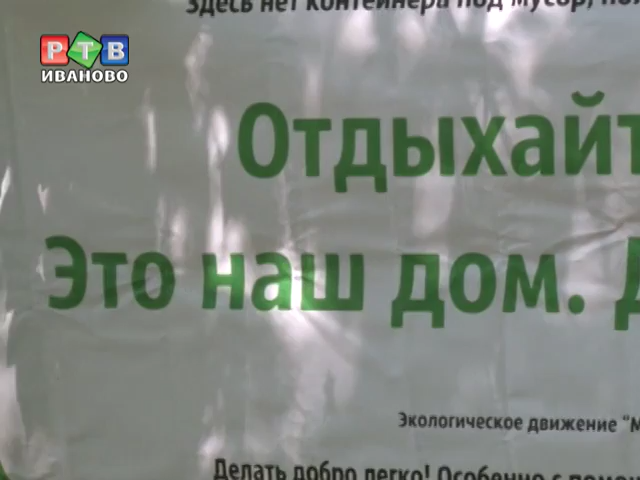 РТВ
ИВАНОВО
Здесь нет контейнера под мусор,
Отдыхайт
Это наш дом. Д
Экологическое движение "М
Делать добро легко! Особенно с